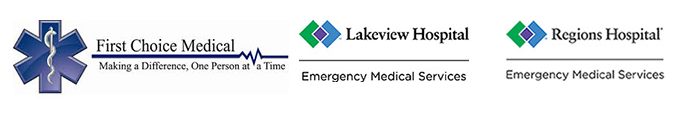 First Choice Medical
Making a Difference, One Person at a Time
Lakeview Hospital
Emergency Medical Services
Regions Hospital®
Emergency Medical Services